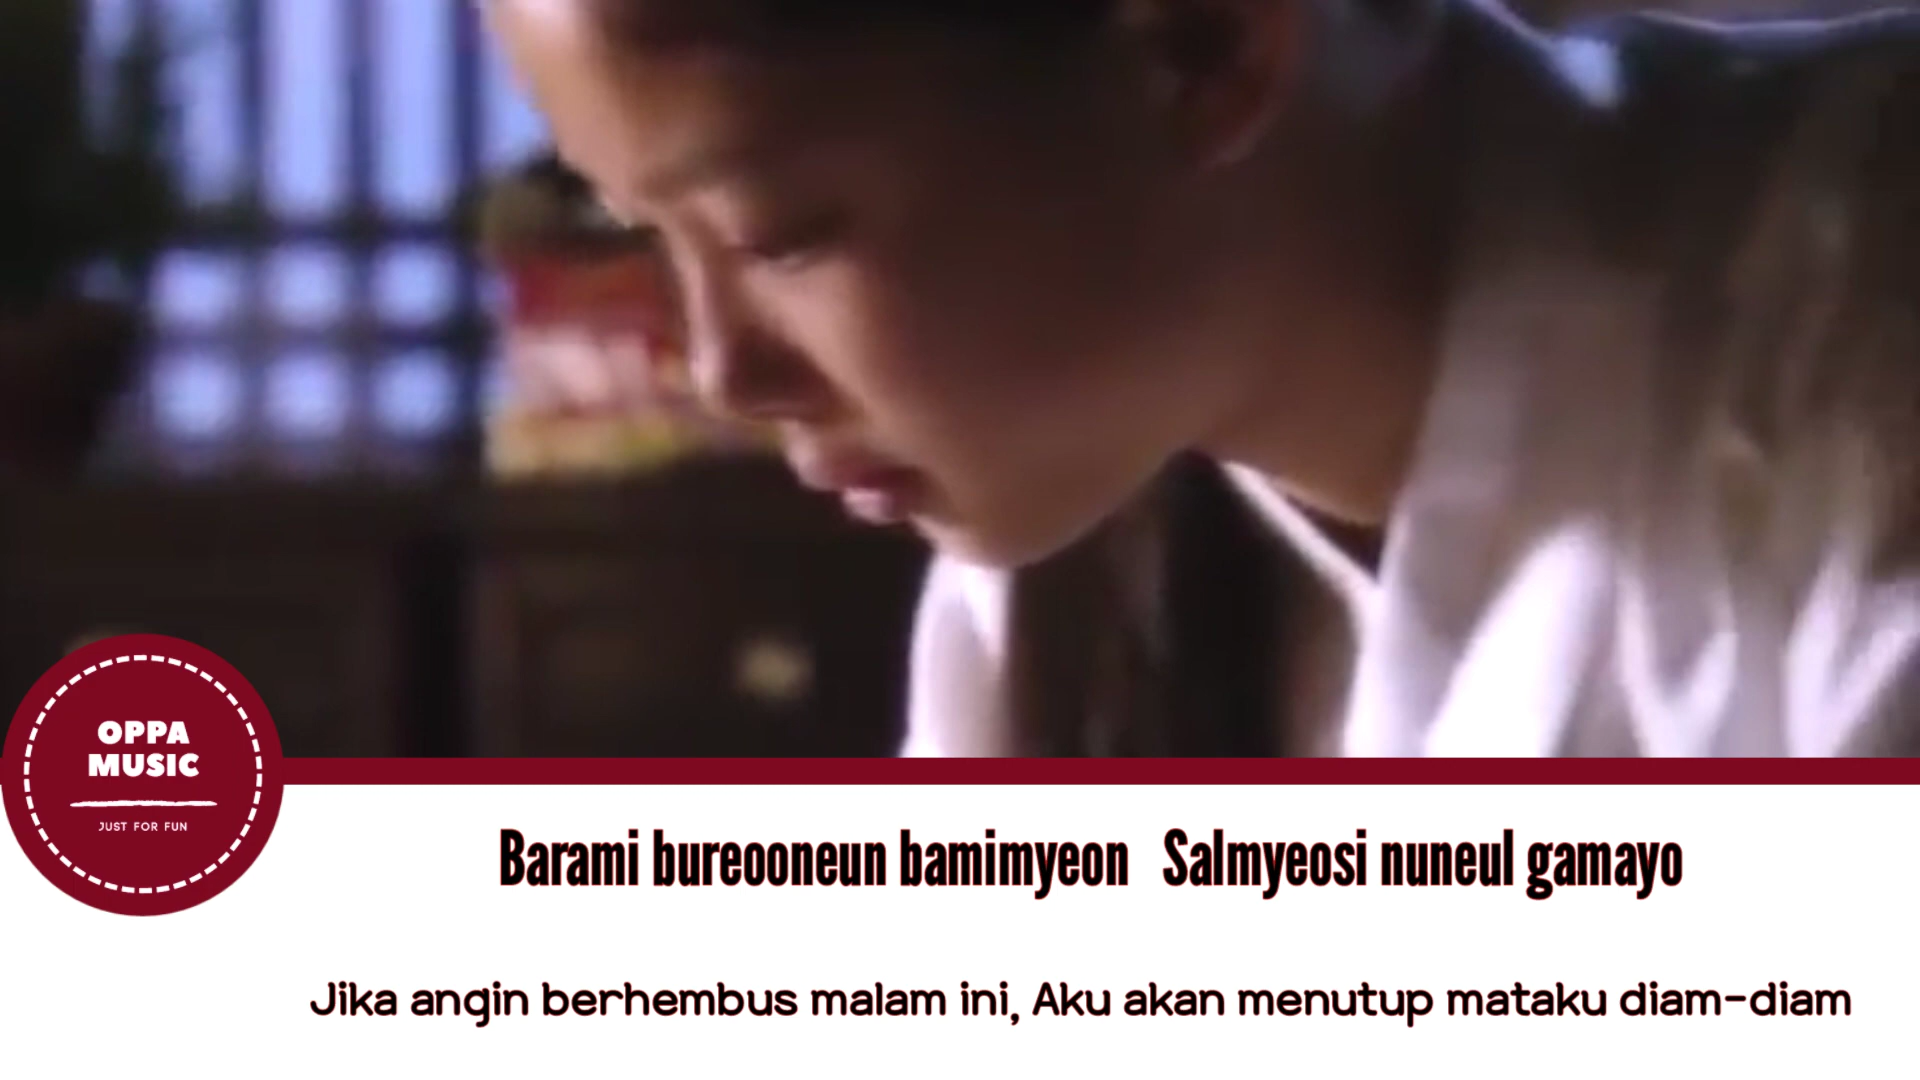 OPPA
MUSIC
JUST FOR FUN
Barami bureooneun bamimyeon Salmyeosi nuneul gamayo
Jika angin berhembus malam ini, Aku akan menutup mataku diam-diam